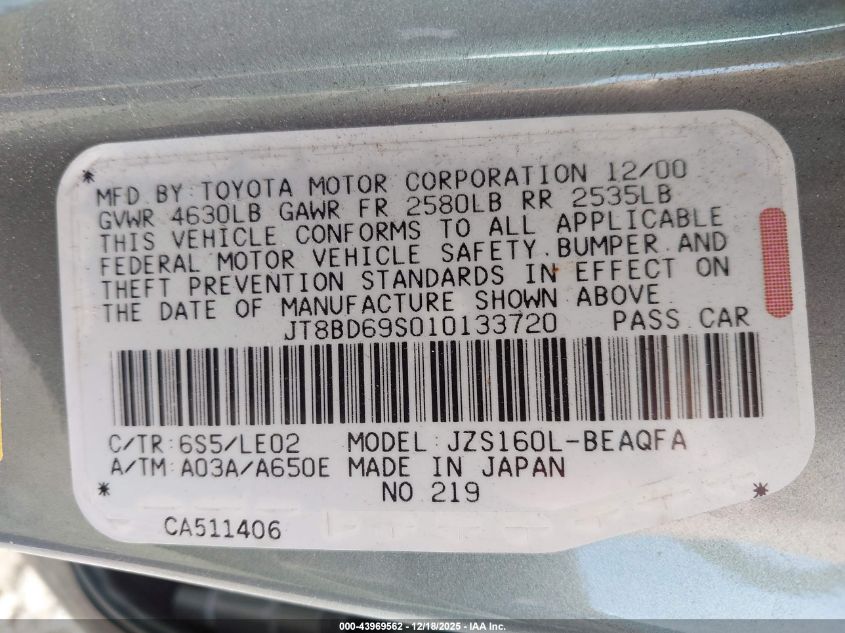 MFD BY: TOYOTA MOTOR CORPORATION 12/00
GVWR 4630LB GAWR FR 2580LB RR 2535LB
THIS VEHICLE CONFORMS TO ALL APPLICABLE
FEDERAL MOTOR VEHICLE SAFETY, BUMPER, AND
THEFT PREVENTION STANDARDS IN EFFECT ON
THE DATE OF MANUFACTURE SHOWN ABOVE.
JT8BD69S010133720 PASS.CAR
C/TR:6S5/LE02 MODEL:JZS160L-BEAQFA
A/TM:A03A/A650E MADE IN JAPAN
NO.219
CA511406
000-43969562 - 12/18/2025 - IAA Inc.